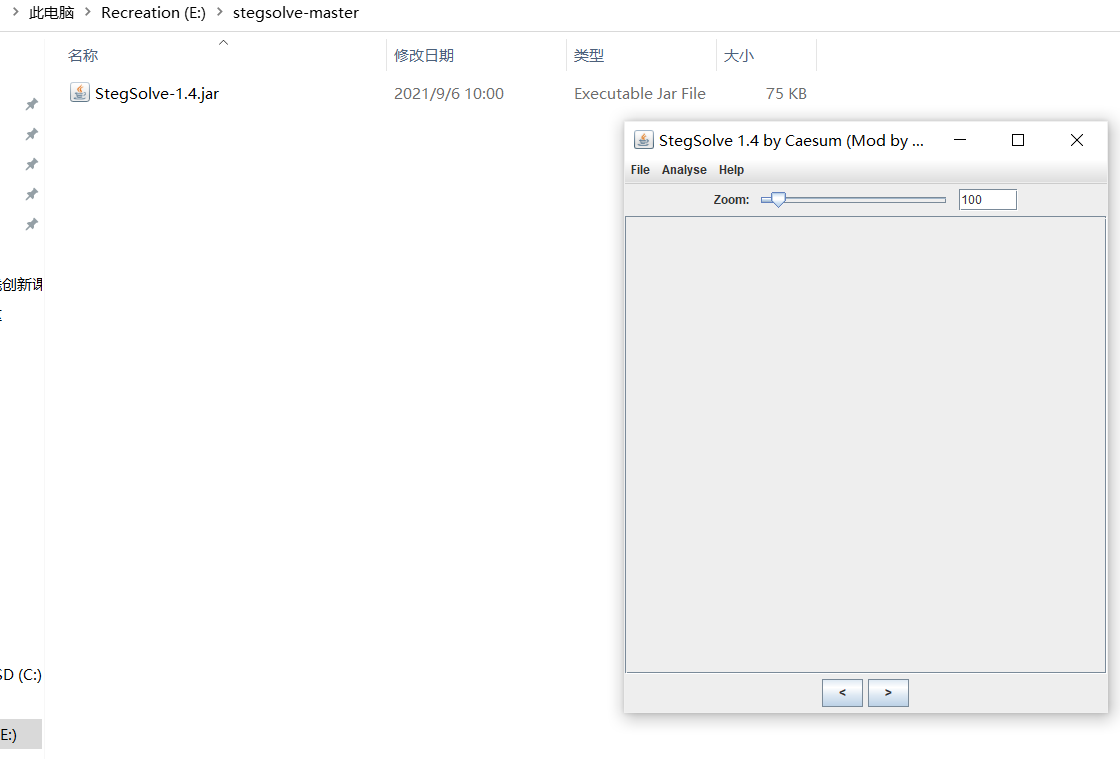 此电脑 > Recreation (E:) > stegsolve-master
名称 修改日期 类型 大小
StegSolve-1.4.jar 2021/9/6 10:00 Executable Jar File 75 KB
StegSolve 1.4 by Caesum (Mod by ...
File Analyse Help
Zoom: 100
创新课
SD (C:)
< >
E:)